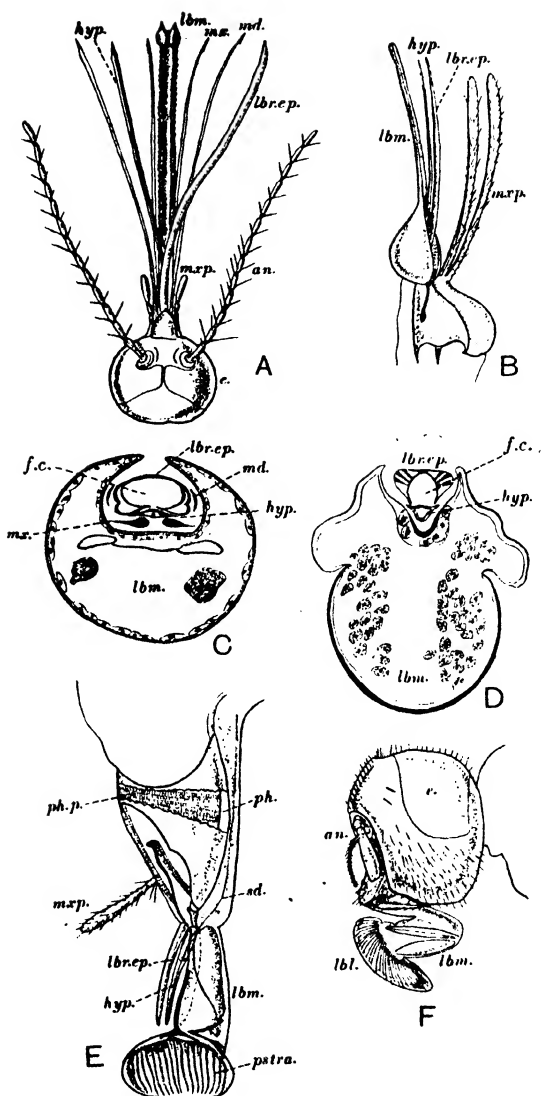 hyp.
lbm.
mx.
md.
lbr.ep.
mxp.
an.
e.
A
hyp.
lbr.ep.
lbm.
mxp.
B
lbr.ep.
f.c.
md.
hyp.
mx.
lbm.
C
f.c.
lbr.ep.
hyp.
lbm.
D
ph.p.
ph.
mxp.
sd.
lbr.ep.
hyp.
lbm.
E
pstra.
e.
an.
lbl.
lbm.
F